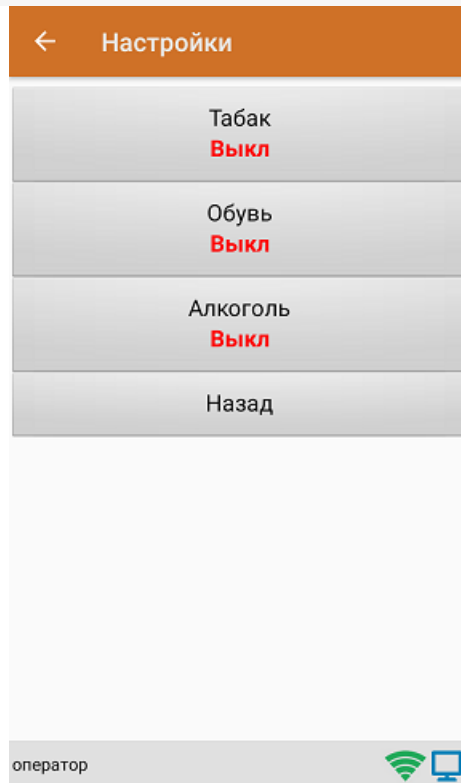 Настройки
Табак
Выкл
Обувь
Выкл
Алкоголь
Выкл
Назад
оператор